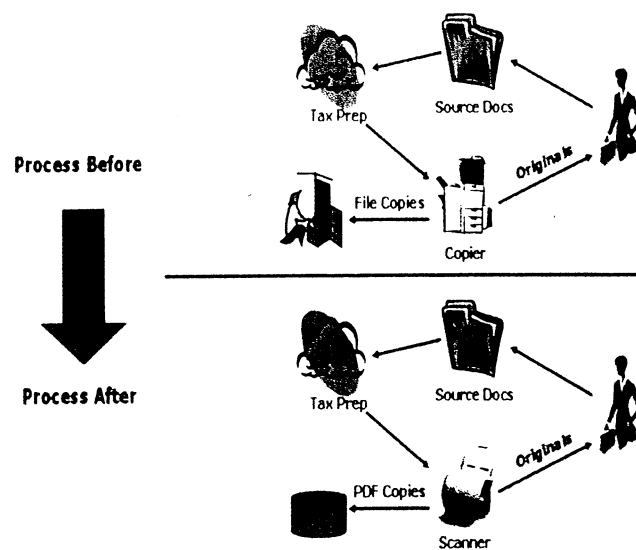 Tax Prep
Source Docs
Process Before
Originals
File Copies
Copier
Process After
Tax Prep
Source Docs
Originals
PDF Copies
Scanner